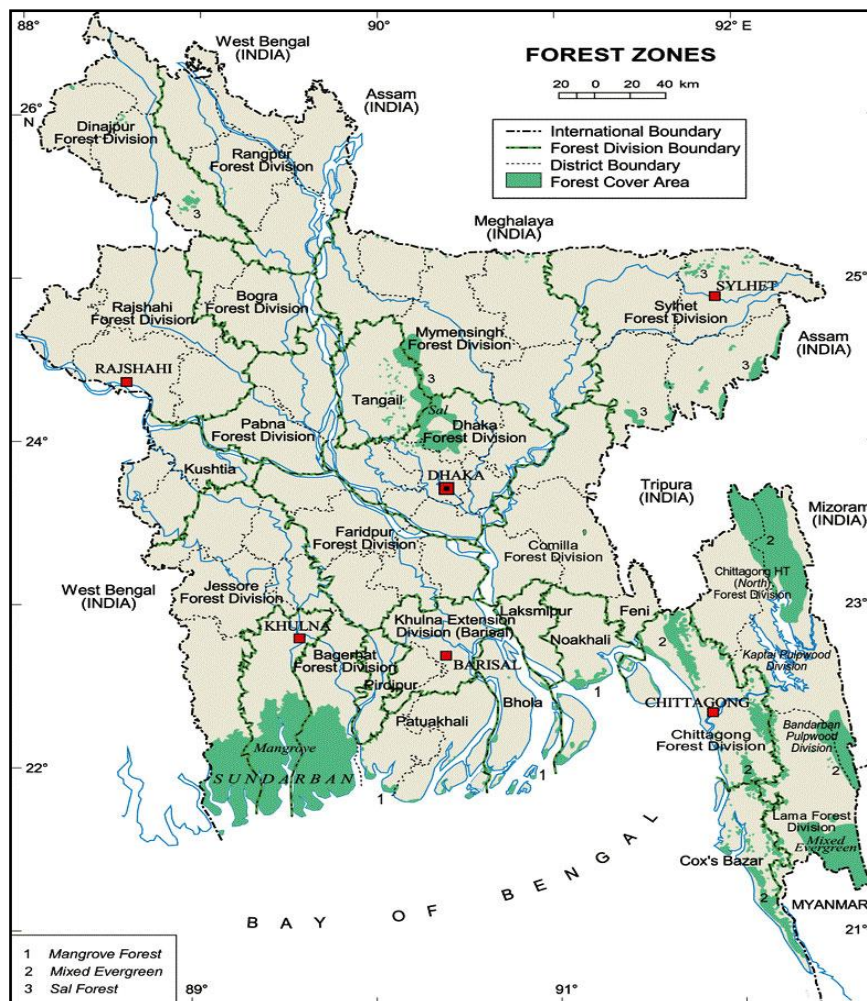 88°
90°
92° E
West Bengal
(INDIA)
FOREST ZONES
20 0 20 40 km
Assam
(INDIA)
26°
N
International Boundary
Forest Division Boundary
District Boundary
Forest Cover Area
Dinajpur
Forest Division
Rangpur
Forest Division
3
Meghalaya
(INDIA)
25°
3
SYLHET
Sylhet
Forest Division
Rajshahi
Forest Division
Bogra
Forest Division
Mymensingh
Forest Division
Assam
(INDIA)
RAJSHAHI
3
3
Tangail
Sal
3
24°
Pabna
Forest Division
Dhaka
Forest Division
24°
Kushtia
DHAKA
Tripura
(INDIA)
Mizoram
(INDIA)
2
Faridpur
Forest Division
Comilla
Forest Division
West Bengal
(INDIA)
Jessore
Forest Division
Chittagong HT
(North)
Forest Division
23°
23°
KHULNA
Khulna Extension
Division (Barisal)
Laksmipur
Feni
Noakhali
2
Kaptai Pulpwood
Division
Bagerhat
Forest Division
BARISAL
Pirojpur
1
Bhola
CHITTAGONG
Patuakhali
Chittagong
Forest Division
Bandarban
Pulpwood
Division
Mangrove
SUNDARBAN
22°
1
1
2
2
22°
Lama Forest
Division
Mixed
Evergreen
Cox's Bazar
2
MYANMAR
BAY OF BENGAL
21°
1 Mangrove Forest
2 Mixed Evergreen
3 Sal Forest
89°
91°